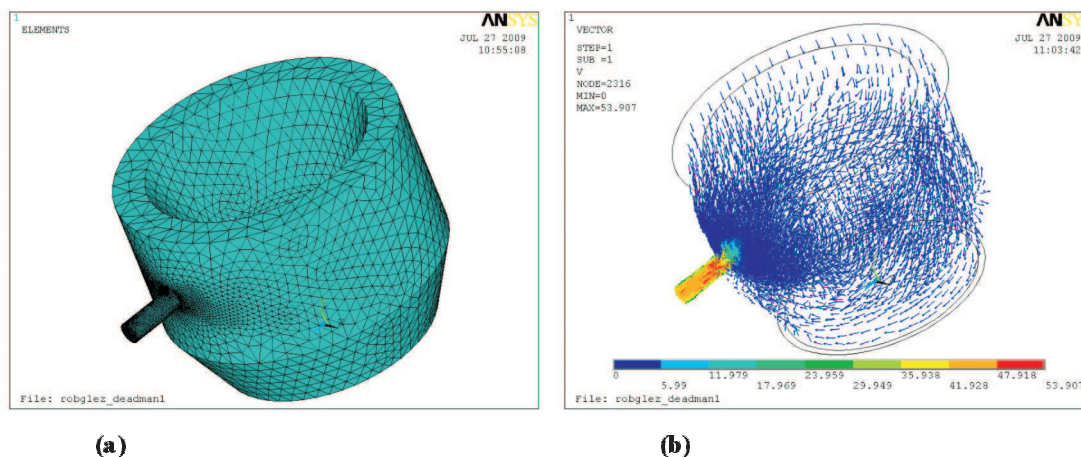 1
ANSYS
ELEMENTS
JUL 27 2009
10:55:08
File: robglez_deadman1
(a)
1
ANSYS
VECTOR
JUL 27 2009
11:03:42
STEP=1
SUB =1
V
NODE=2316
MIN=0
MAX=53.907
0 11.979 23.959 35.938 47.918
5.99 17.969 29.949 41.928 53.907
File: robglez_deadman1
(b)